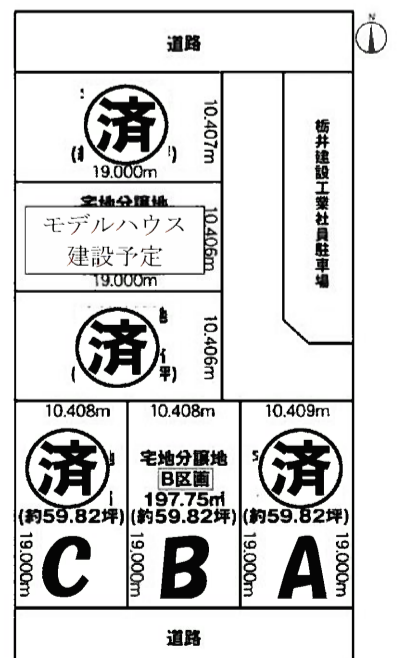 N
道路
済
10.407m
19.000m
宅地分譲地
モデルハウス
建設予定
10.406m
19.000m
済
坪)
10.406m
栃井建設工業社員駐車場
10.408m
10.408m
10.409m
済
宅地分譲地
B区画
197.75㎡
済
(約59.82坪)
(約59.82坪)
(約59.82坪)
19.000m
C
19.000m
B
19.000m
A
19.000m
道路